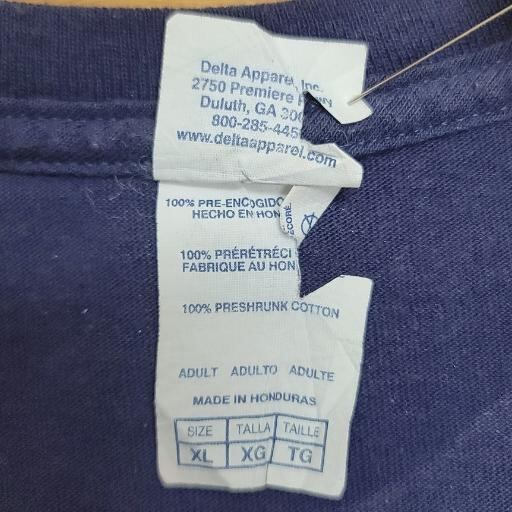 Delta Apparel, Inc.
2750 Premiere
Duluth, GA 300
800-285-445
www.deltaapparel.com
100% PRE-ENCOGIDO
HECHO EN HON
100% PRÉRÉTRÉCI
FABRIQUE AU HON
100% PRESHRUNK COTTON
ADULT ADULTO ADULTE
MADE IN HONDURAS
SIZE TALLA TAILLE
XL XG TG